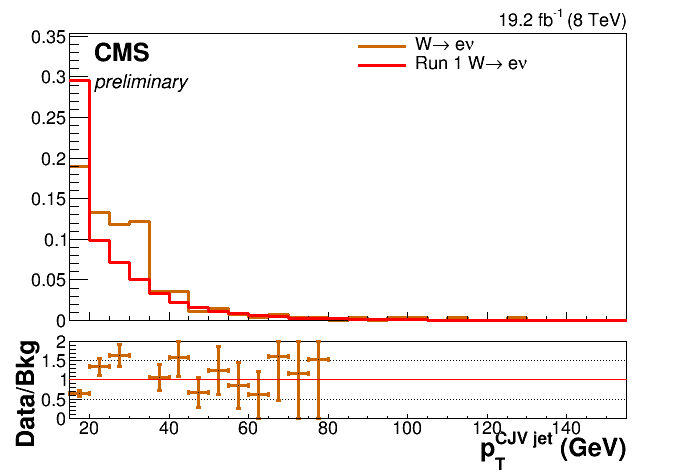 19.2 fb⁻¹ (8 TeV)
CMS
preliminary
W→ eν
Run 1 W→ eν
0.35
0.3
0.25
0.2
0.15
0.1
0.05
0
Data/Bkg
2
1.5
1
0.5
0
20 40 60 80 100 120 140
p_T^CJV jet (GeV)